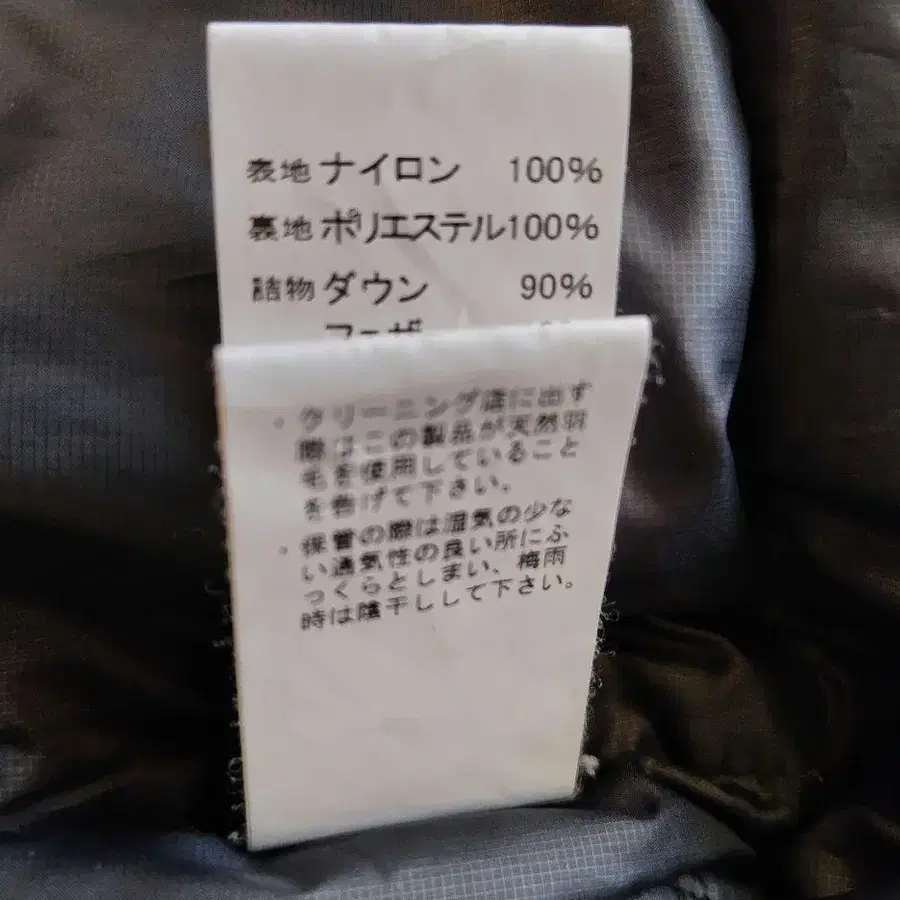 表地 ナイロン 100%
裏地 ポリエステル100%
詰物 ダウン 90%
フェザ
・クリーニング店に出す
際はこの製品が天然羽
毛を使用していること
を告げて下さい。
・保管の際は湿気の少な
い通気性の良い所にふ
っくらとしまい、梅雨
時は陰干しして下さい。